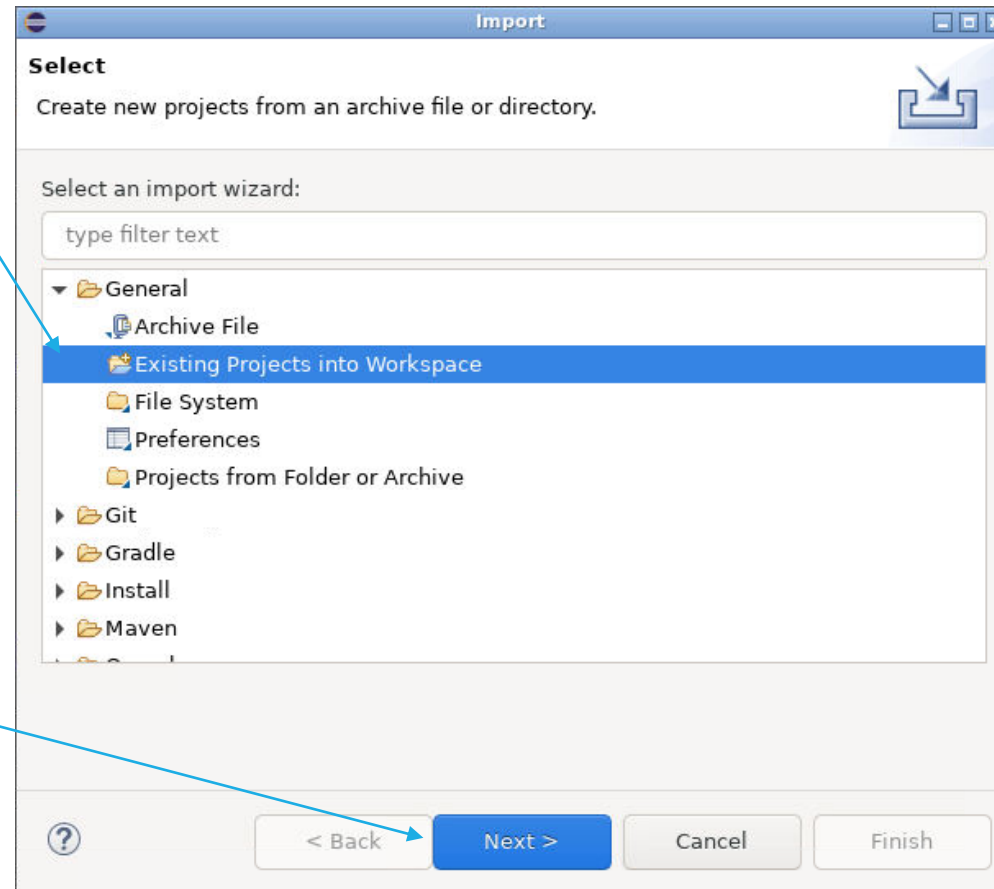 Import
Select
Create new projects from an archive file or directory.
Select an import wizard:
type filter text
General
Archive File
Existing Projects into Workspace
File System
Preferences
Projects from Folder or Archive
Git
Gradle
Install
Maven
? < Back Next > Cancel Finish